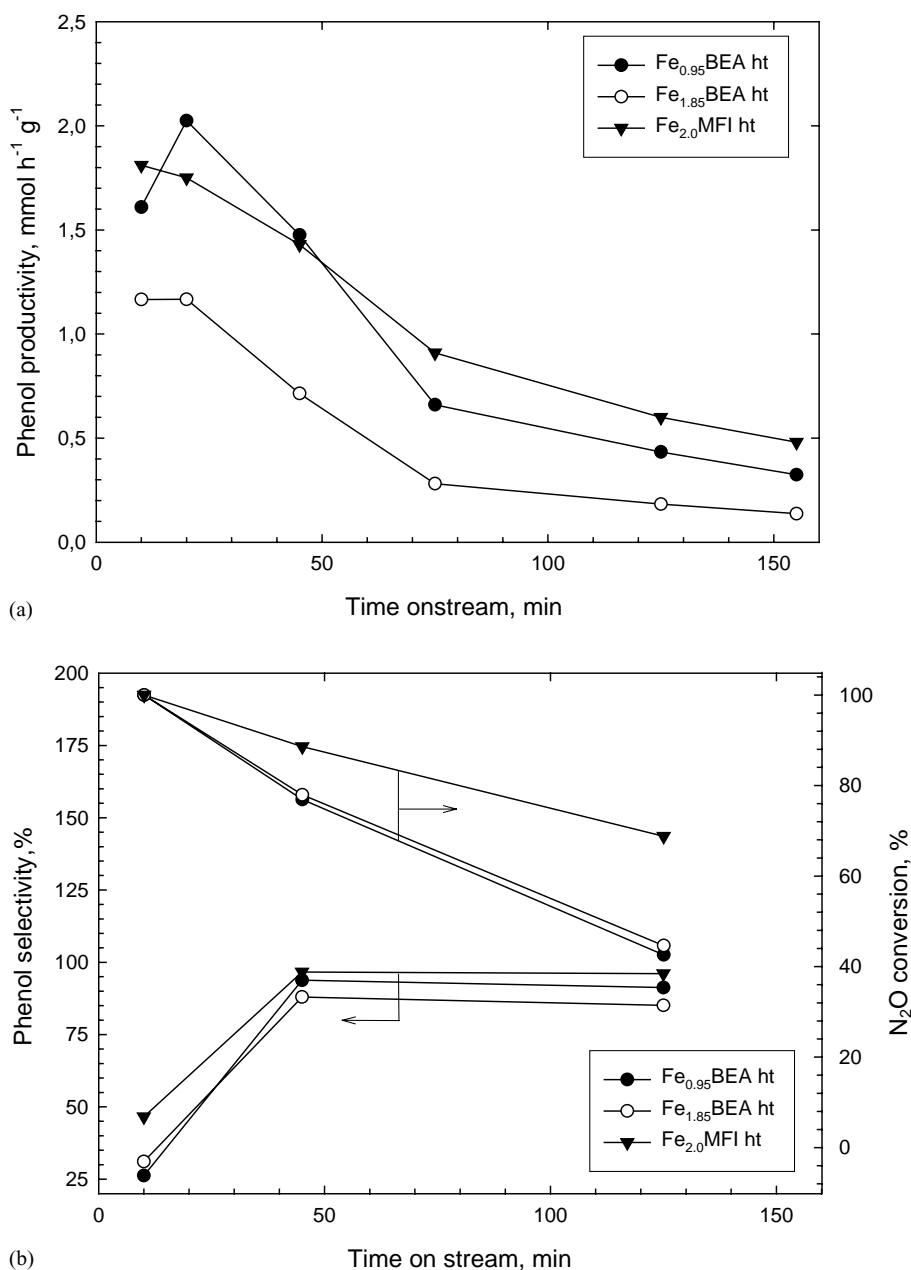 2,5
2,0
1,5
1,0
0,5
0,0
Phenol productivity, mmol h⁻¹ g⁻¹
Fe₀.₉₅BEA ht
Fe₁.₈₅BEA ht
Fe₂.₀MFI ht
0
50
100
150
Time onstream, min
(a)
200
175
150
125
100
75
50
25
Phenol selectivity,%
100
80
60
40
20
0
N₂O conversion, %
Fe₀.₉₅BEA ht
Fe₁.₈₅BEA ht
Fe₂.₀MFI ht
0
50
100
150
Time on stream, min
(b)